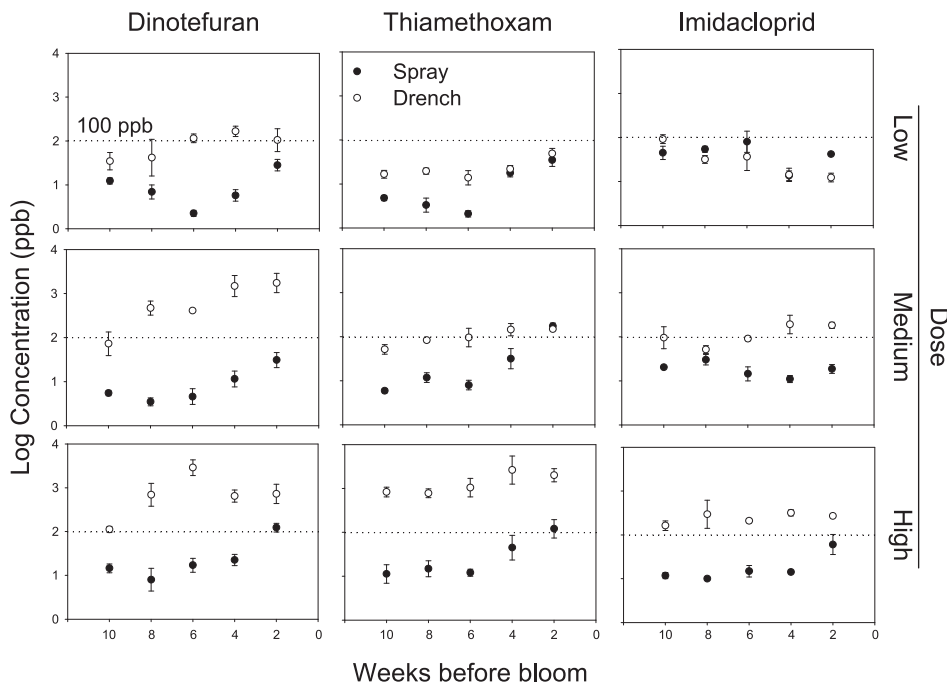 Dinotefuran Thiamethoxam Imidacloprid
Log Concentration (ppb)
4
3
2
1
0
100 ppb
Spray
Drench
Low
4
3
2
1
0
Medium
Dose
4
3
2
1
0
High
10 8 6 4 2 0 10 8 6 4 2 0 10 8 6 4 2 0
Weeks before bloom